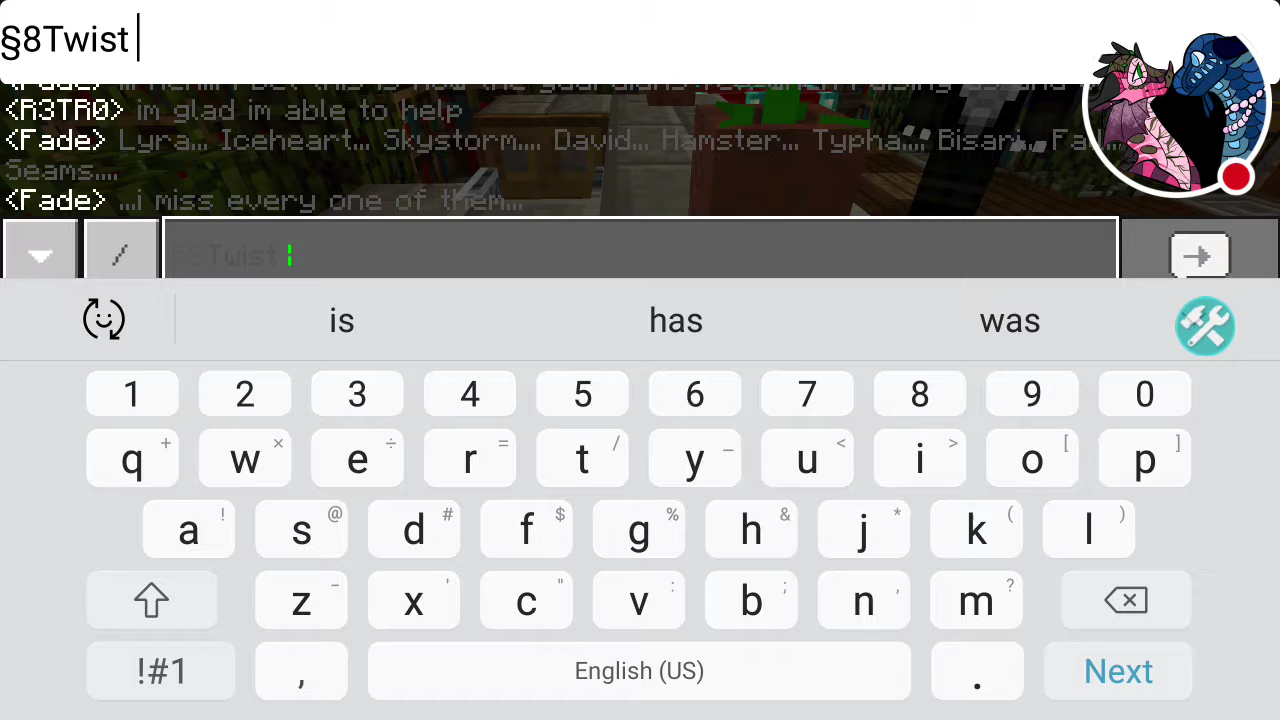 §8Twist
<R3TR0> im glad im able to help
<Fade> Lyra... Iceheart... Skystorm.... David... Hamster... Typha... Bisari...
Seams....
<Fade> ...i miss every one of them...
/ §8Twist
is has was
1 2 3 4 5 6 7 8 9 0
q + w × e ÷ r = t / y _ u < i > o [ p ]
a ! s @ d # f $ g % h & j * k ( l )
z - x ' c " v : b ; n , m ?
!#1 , English (US) . Next